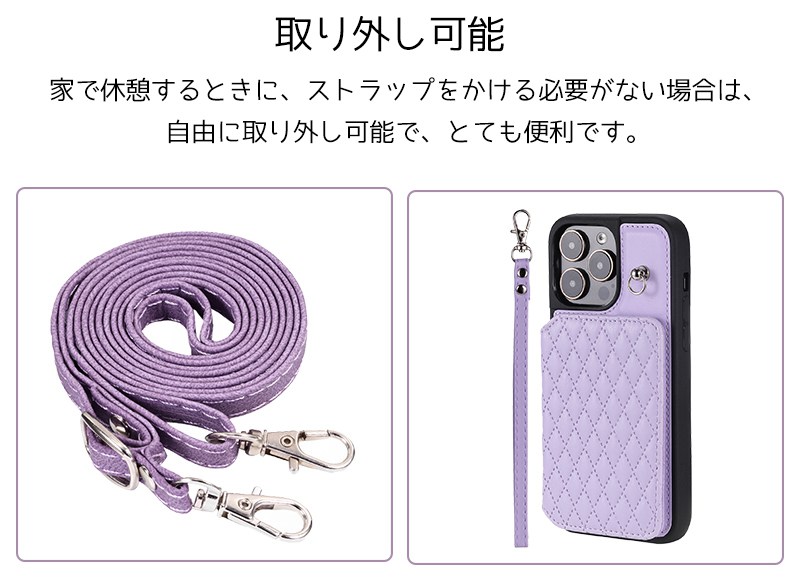 取り外し可能
家で休憩するときに、ストラップをかける必要がない場合は、
自由に取り外し可能で、とても便利です。